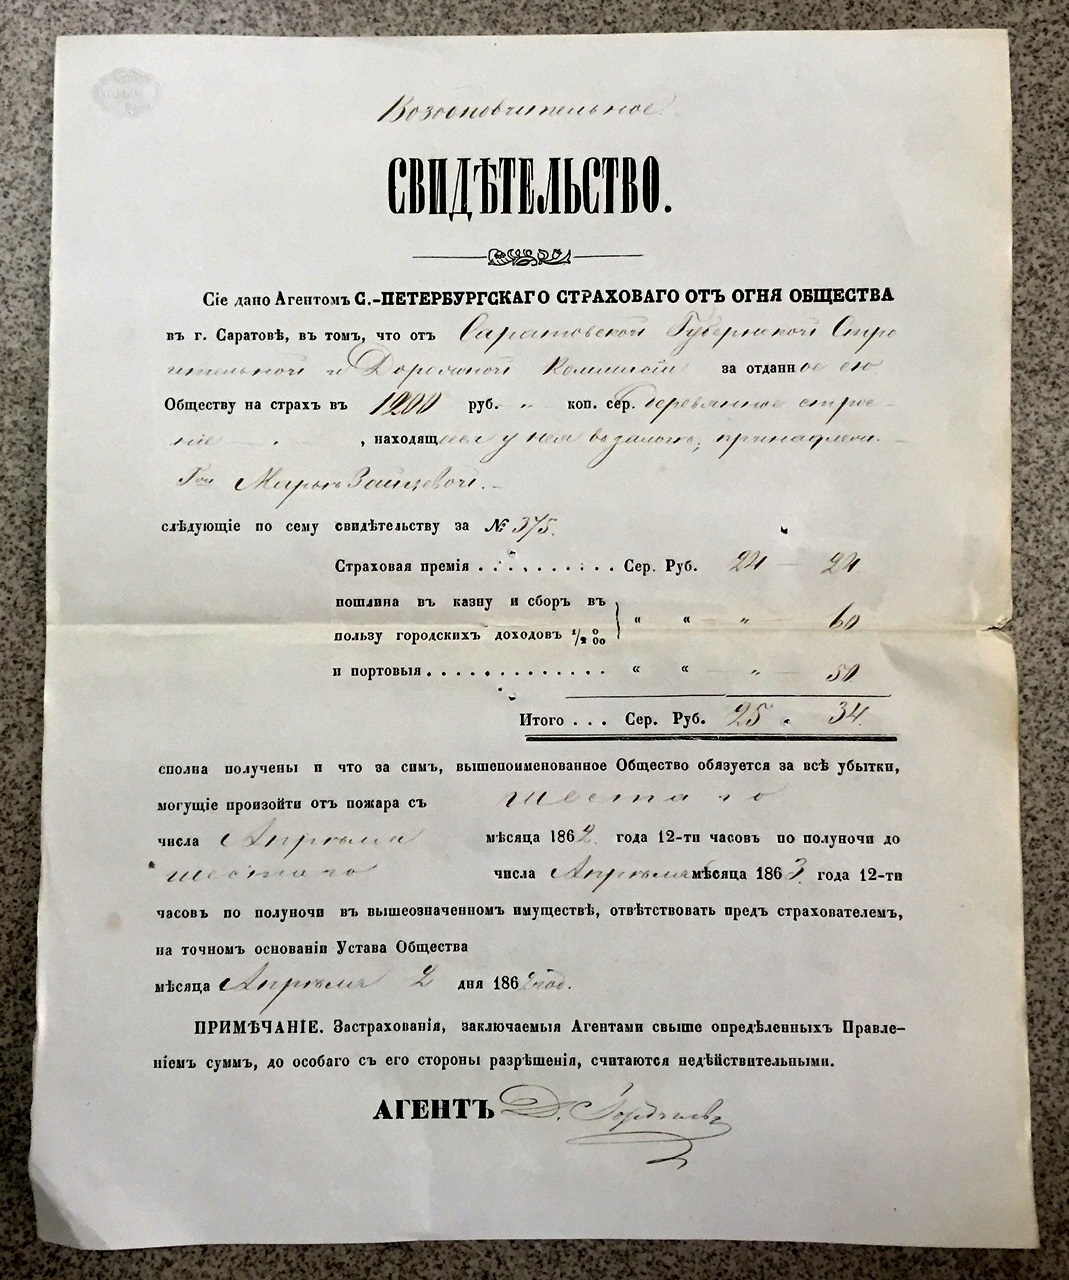 Возобновительное
СВИДѢТЕЛЬСТВО.
Сіе дано Агентомъ С.-ПЕТЕРБУРГСКАГО СТРАХОВАГО ОТЪ ОГНЯ ОБЩЕСТВА
въ г. Саратовѣ, въ томъ, что отъ Саратовской Губернской Стро
ительной и Дорожной Коммисіи за отданное ею
Обществу на страхъ въ 1200 руб. „ коп. сер. деревянное строе-
ніе , находящееся у нея въ залогѣ, принадлежа.
Гжѣ Марьѣ Зайцевой.
слѣдующіе по сему свидѣтельству за № 375.
Страховая премія . . . . . . . . . . Сер. Руб. 24 — 24
пошлина въ казну и сборъ въ
пользу городскихъ доходовъ 1/2 0/00 “ “ „ 60
и портовыя . . . . . . . . . . . . . “ “ „ 50
Итого . . . Сер. Руб. 25 „ 34
сполна получены и что за симъ, вышепоименованное Общество обязуется за всѣ убытки,
могущіе произойти отъ пожара съ шестаго
числа Апрѣля мѣсяца 1862 года 12-ти часовъ по полуночи до
шестаго числа Апрѣля мѣсяца 1863 года 12-ти
часовъ по полуночи въ вышеозначенномъ имуществѣ, отвѣтствовать предъ страхователемъ,
на точномъ основаніи Устава Общества
мѣсяца Апрѣля 2 дня 1862 год.
ПРИМѢЧАНІЕ. Застрахованія, заключаемыя Агентами свыше опредѣленныхъ Правле-
ніемъ суммъ, до особаго съ его стороны разрѣшенія, считаются недѣйствительными.
АГЕНТЪ Д.